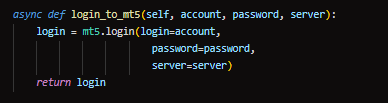 async def login_to_mt5(self, account, password, server):
    login = mt5.login(login=account,
                      password=password,
                      server=server)
    return login